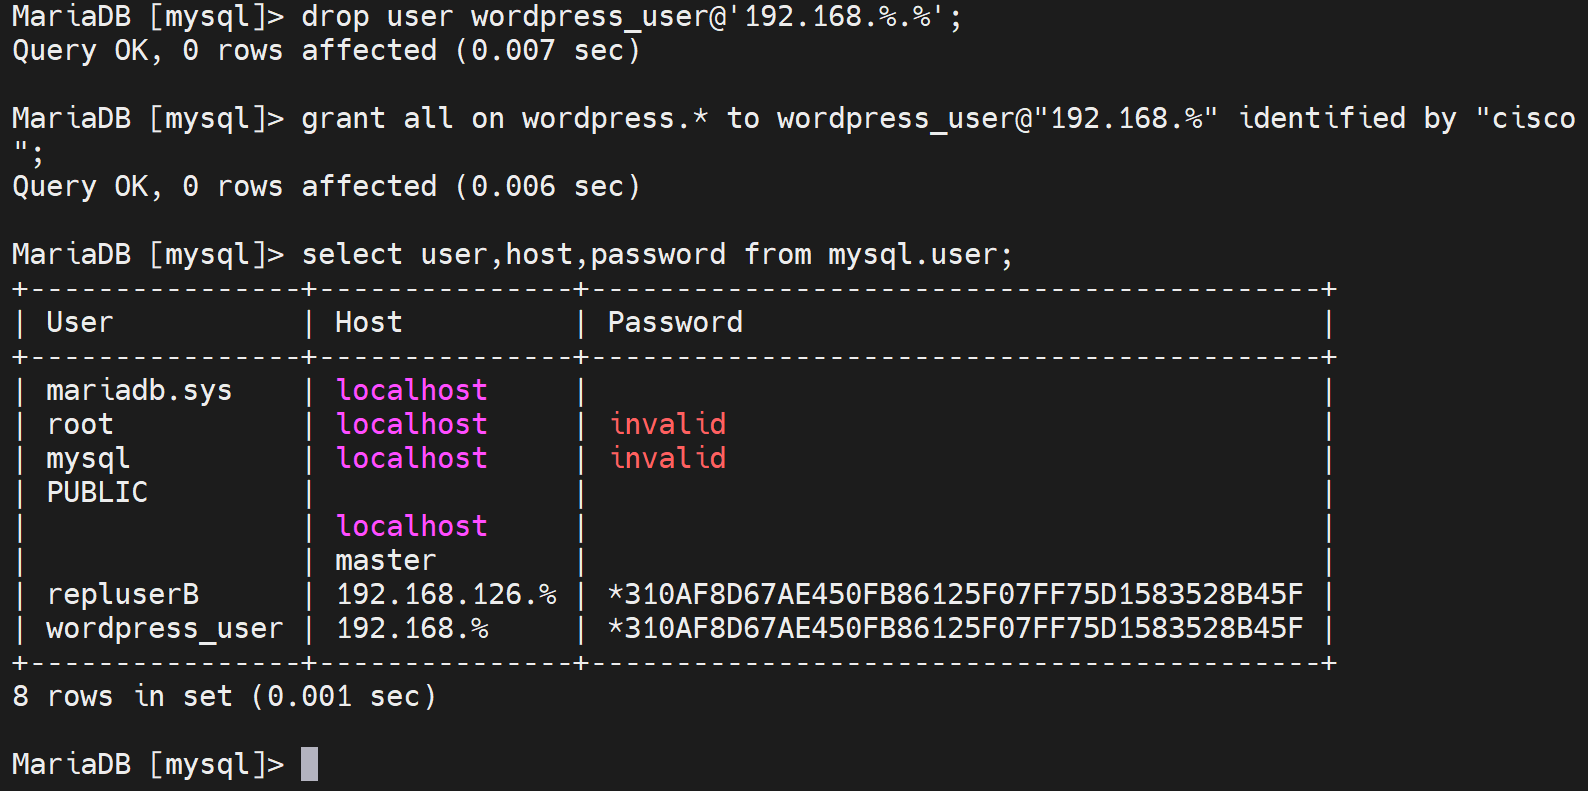 MariaDB [mysql]> drop user wordpress_user@'192.168.%.%';
Query OK, 0 rows affected (0.007 sec)

MariaDB [mysql]> grant all on wordpress.* to wordpress_user@"192.168.%" identified by "cisco
";
Query OK, 0 rows affected (0.006 sec)

MariaDB [mysql]> select user,host,password from mysql.user;
+----------------+---------------+-------------------------------------------+
| User           | Host          | Password                                  |
+----------------+---------------+-------------------------------------------+
| mariadb.sys    | localhost     |                                           |
| root           | localhost     | invalid                                   |
| mysql          | localhost     | invalid                                   |
| PUBLIC         |               |                                           |
|                | localhost     |                                           |
|                | master        |                                           |
| repluserB      | 192.168.126.% | *310AF8D67AE450FB86125F07FF75D1583528B45F |
| wordpress_user | 192.168.%     | *310AF8D67AE450FB86125F07FF75D1583528B45F |
+----------------+---------------+-------------------------------------------+
8 rows in set (0.001 sec)

MariaDB [mysql]>